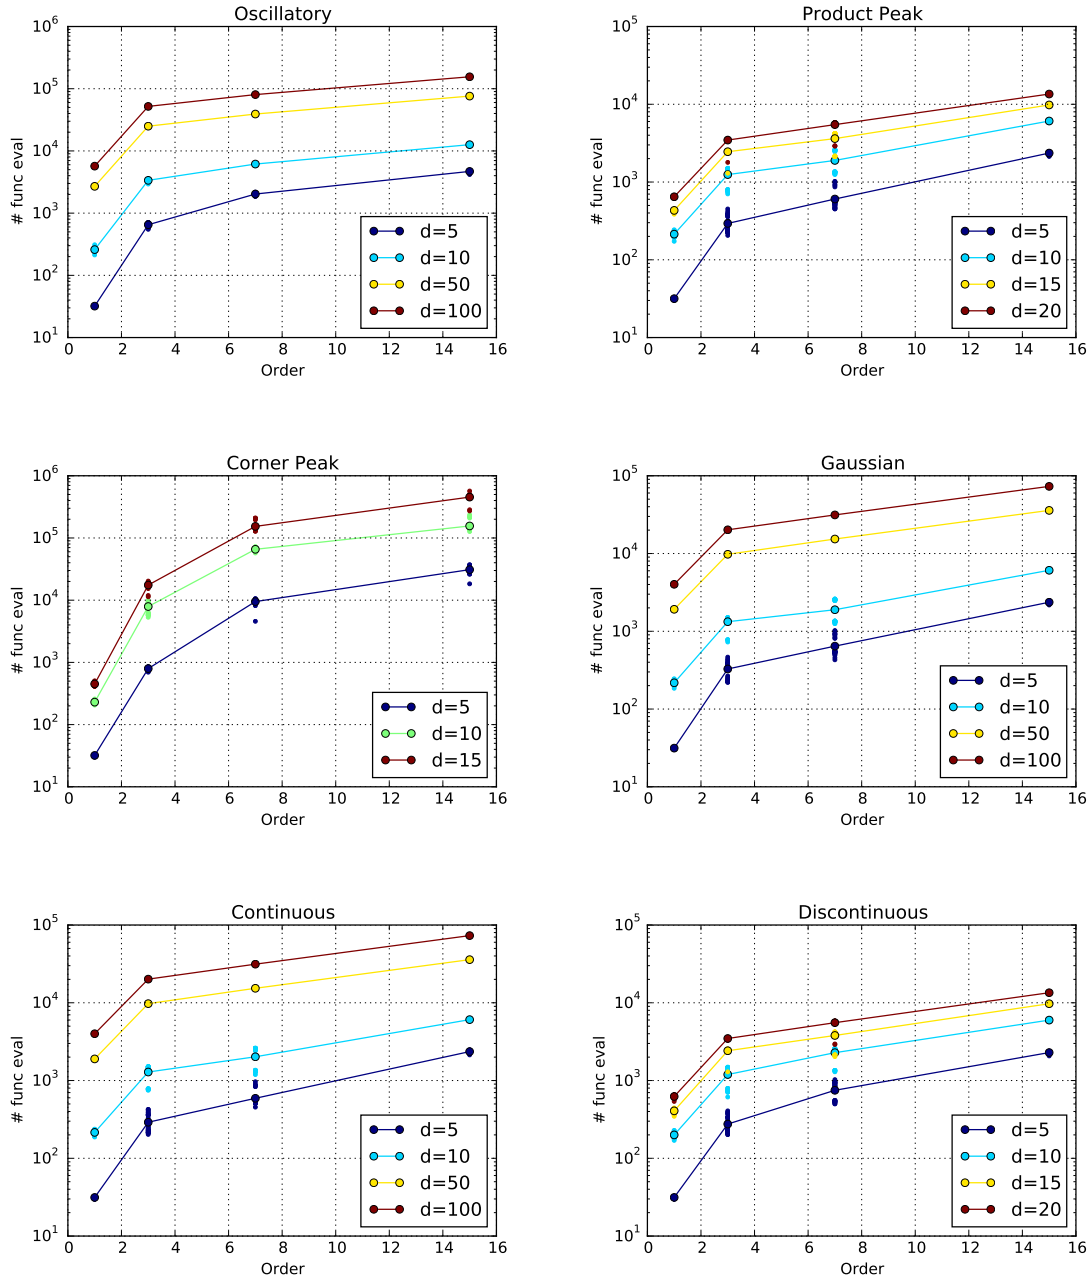 Oscillatory
10^6
10^5
10^4
10^3
10^2
10^1
# func eval
d=5
d=10
d=50
d=100
0 2 4 6 8 10 12 14 16
Order
Product Peak
10^5
10^4
10^3
10^2
10^1
# func eval
d=5
d=10
d=15
d=20
0 2 4 6 8 10 12 14 16
Order
Corner Peak
10^6
10^5
10^4
10^3
10^2
10^1
# func eval
d=5
d=10
d=15
0 2 4 6 8 10 12 14 16
Order
Gaussian
10^5
10^4
10^3
10^2
10^1
# func eval
d=5
d=10
d=50
d=100
0 2 4 6 8 10 12 14 16
Order
Continuous
10^5
10^4
10^3
10^2
10^1
# func eval
d=5
d=10
d=50
d=100
0 2 4 6 8 10 12 14 16
Order
Discontinuous
10^5
10^4
10^3
10^2
10^1
# func eval
d=5
d=10
d=15
d=20
0 2 4 6 8 10 12 14 16
Order